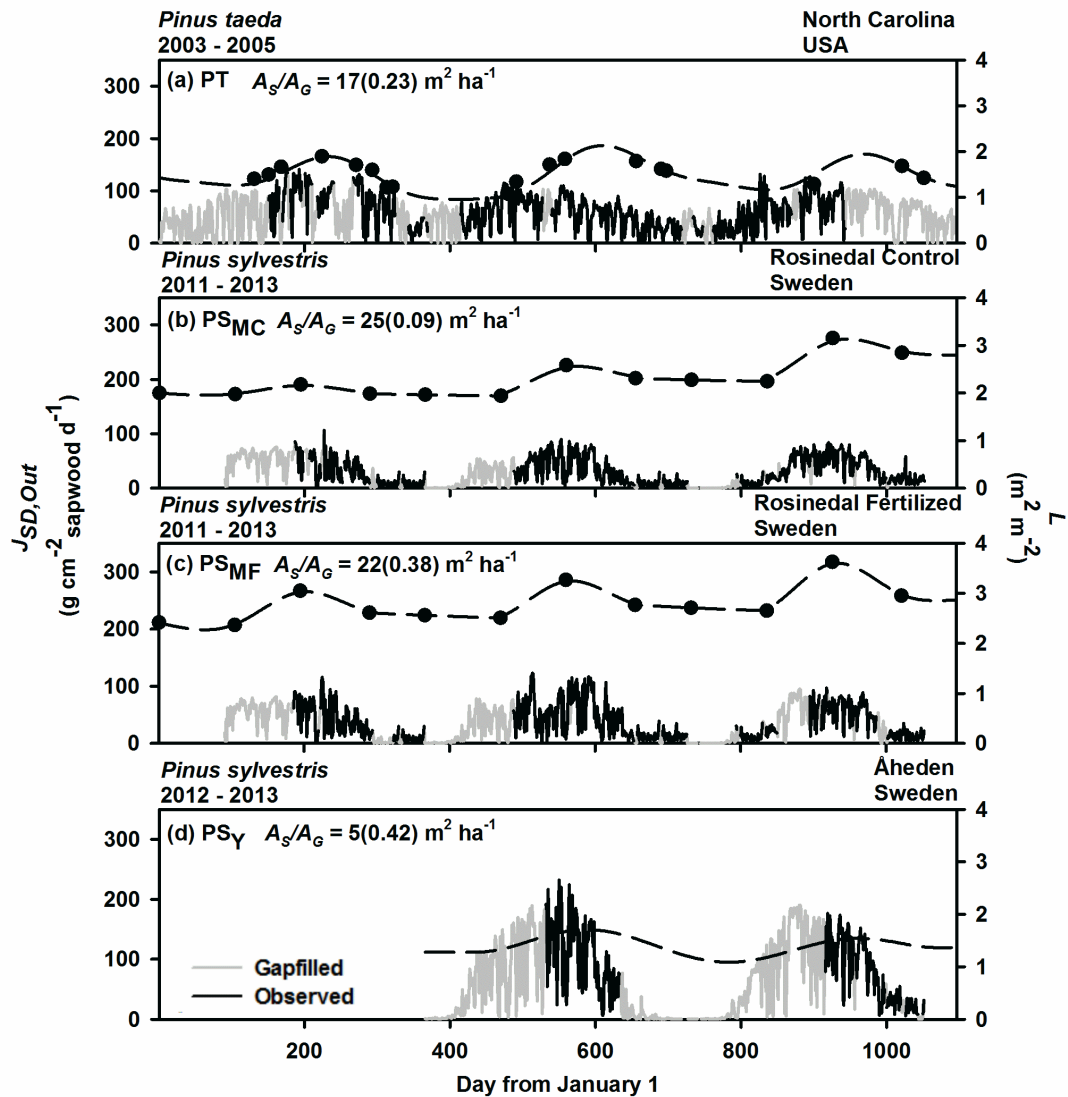 Pinus taeda
2003 - 2005
North Carolina
USA
(a) PT A_S/A_G = 17(0.23) m² ha⁻¹
300
200
100
0
4
3
2
1
0
Pinus sylvestris
2011 - 2013
Rosinedal Control
Sweden
(b) PS_MC A_S/A_G = 25(0.09) m² ha⁻¹
300
200
100
0
4
3
2
1
0
Pinus sylvestris
2011 - 2013
Rosinedal Fertilized
Sweden
(c) PS_MF A_S/A_G = 22(0.38) m² ha⁻¹
300
200
100
0
4
3
2
1
0
Pinus sylvestris
2012 - 2013
Åheden
Sweden
(d) PS_Y A_S/A_G = 5(0.42) m² ha⁻¹
300
200
100
0
4
3
2
1
0
Gapfilled
Observed
200 400 600 800 1000
Day from January 1
J_SD,Out
(g cm⁻² sapwood d⁻¹)
L
(m² m⁻²)